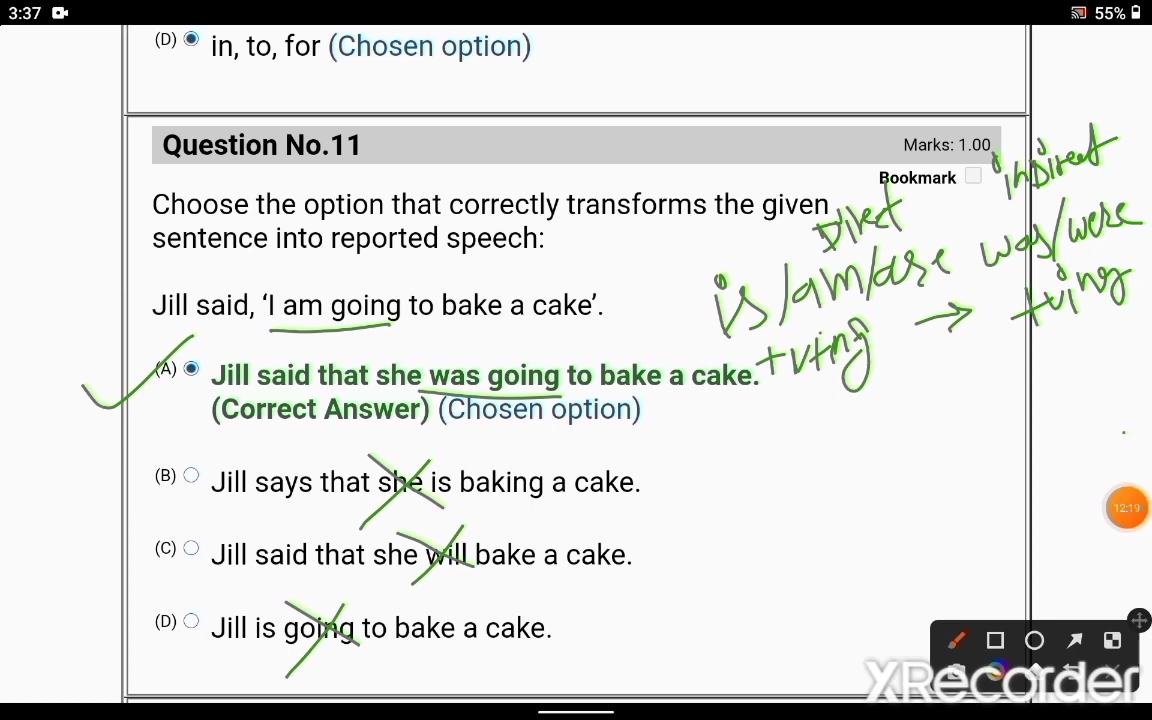 3:37 55%
(D) in, to, for (Chosen option)
Question No.11 Marks: 1.00
Bookmark
Choose the option that correctly transforms the given
sentence into reported speech:
Jill said, ‘I am going to bake a cake’.
Direct inDirect
is/am/are was/were
+ving → +ving
(A) Jill said that she was going to bake a cake.
(Correct Answer) (Chosen option)
(B) Jill says that she is baking a cake.
(C) Jill said that she will bake a cake.
(D) Jill is going to bake a cake.
12:19
XRecorder